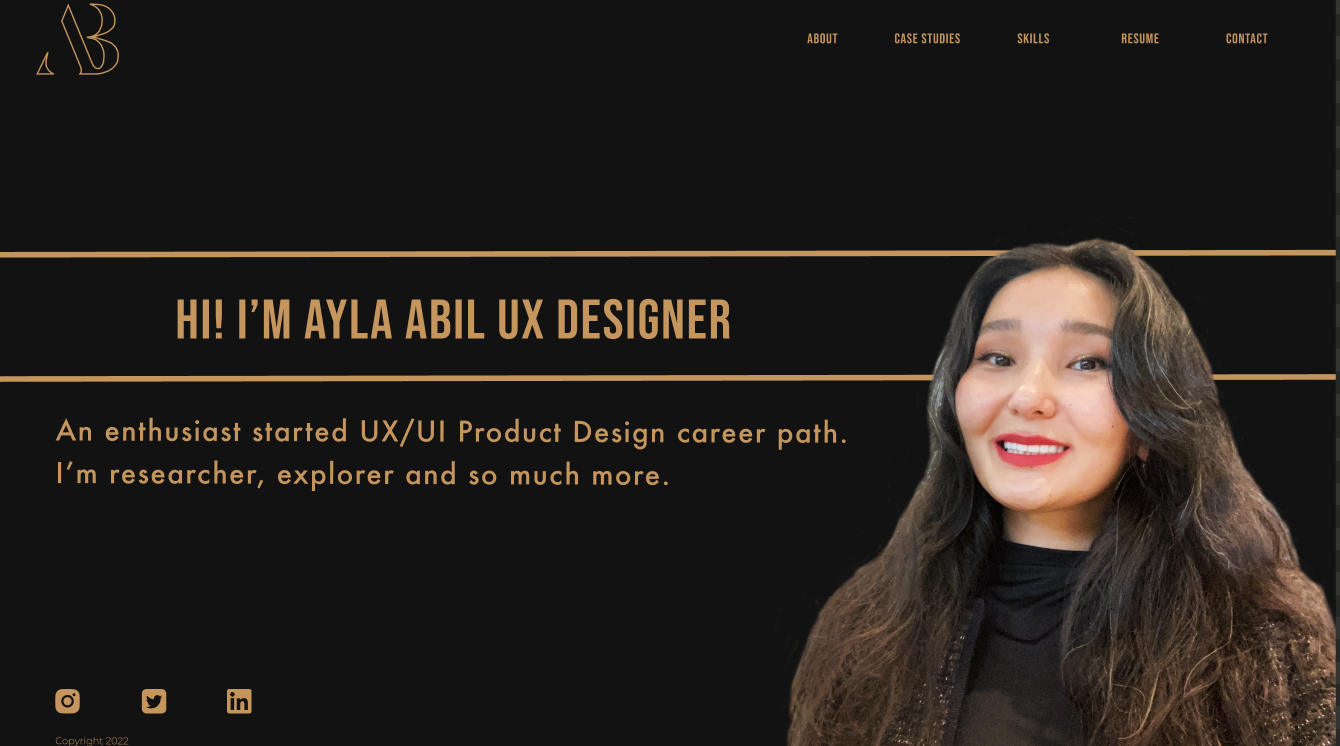 AB
ABOUT
CASE STUDIES
SKILLS
RESUME
CONTACT
HI! I’M AYLA ABIL UX DESIGNER
An enthusiast started UX/UI Product Design career path.
I’m researcher, explorer and so much more.
in
Copyright 2022